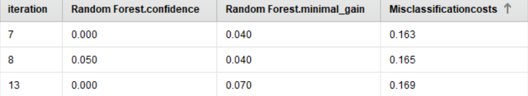 iteration Random Forest.confidence Random Forest.minimal_gain Misclassificationcosts ↑
7 0.000 0.040 0.163
8 0.050 0.040 0.165
13 0.000 0.070 0.169